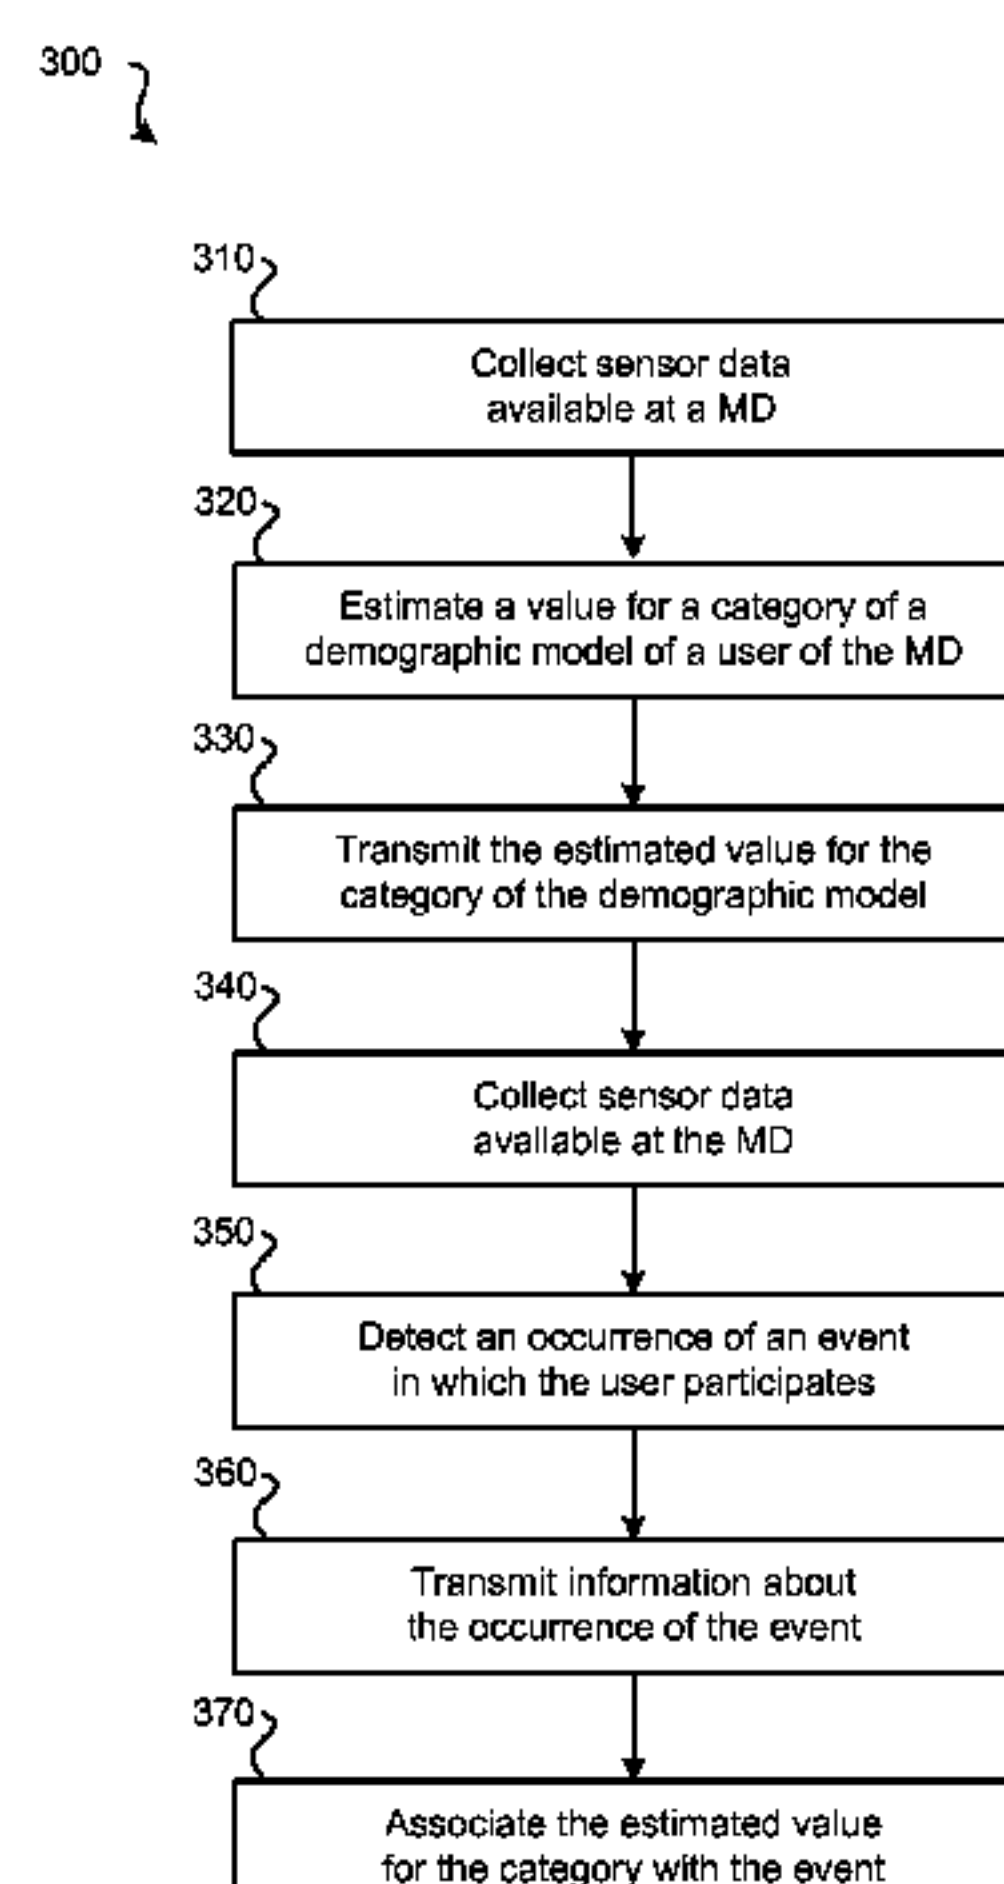 300
310
Collect sensor data
available at a MD
320
Estimate a value for a category of a
demographic model of a user of the MD
330
Transmit the estimated value for the
category of the demographic model
340
Collect sensor data
available at the MD
350
Detect an occurrence of an event
in which the user participates
360
Transmit information about
the occurrence of the event
370
Associate the estimated value
for the category with the event